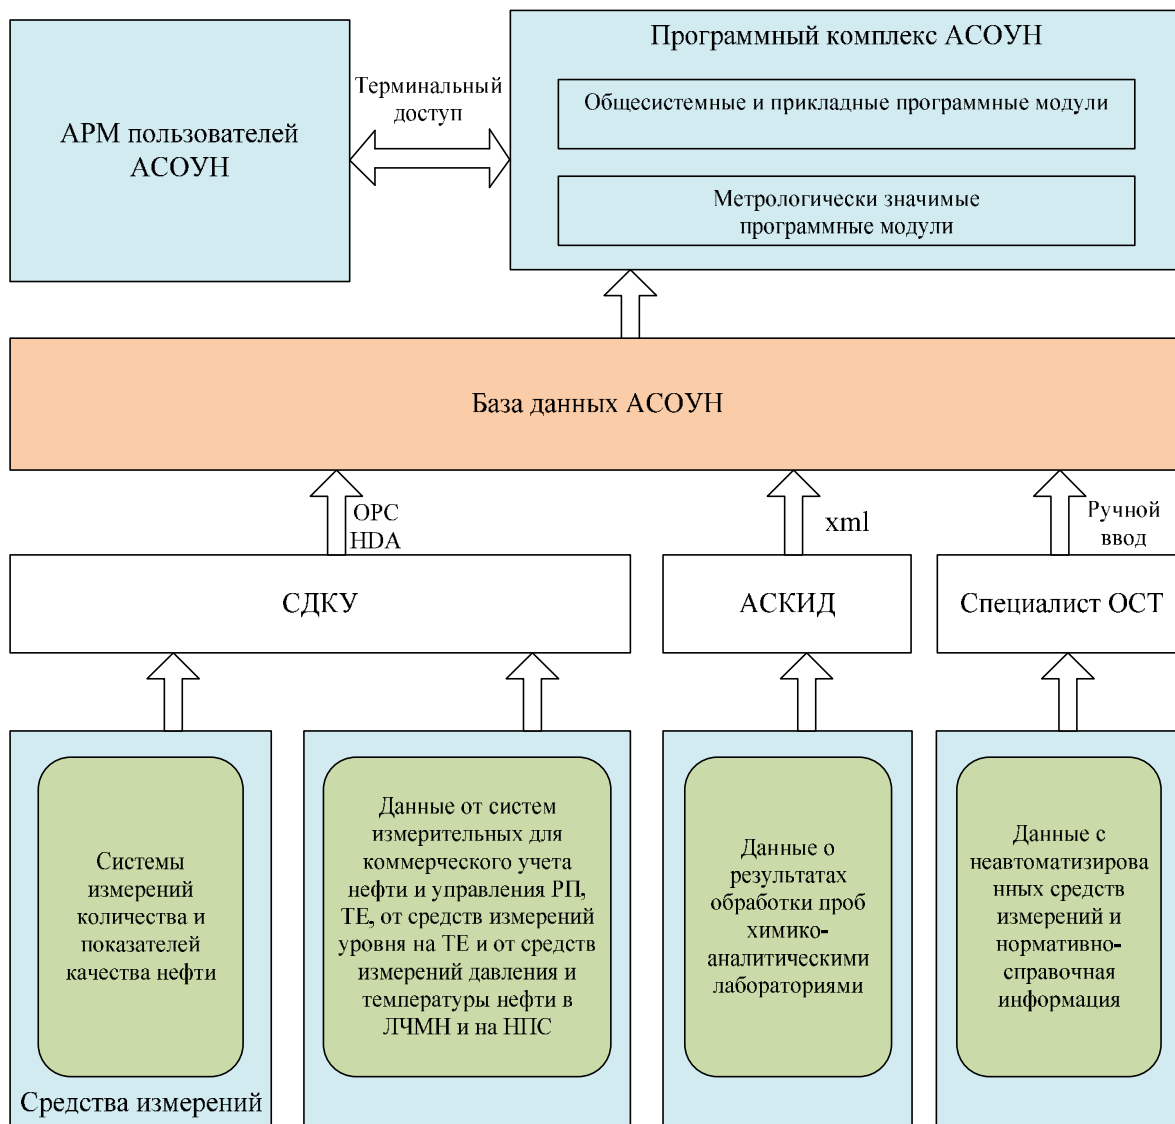 Программный комплекс АСОУН
Общесистемные и прикладные программные модули
Метрологически значимые
программные модули
Терминальный
доступ
АРМ пользователей
АСОУН
База данных АСОУН
OPC
HDA
xml
Ручной
ввод
СДКУ
АСКИД
Специалист ОСТ
Системы
измерений
количества и
показателей
качества нефти
Средства измерений
Данные от систем
измерительных для
коммерческого учета
нефти и управления РП,
ТЕ, от средств измерений
уровня на ТЕ и от средств
измерений давления и
температуры нефти в
ЛЧМН и на НПС
Данные о
результатах
обработки проб
химико-
аналитическими
лабораториями
Данные с
неавтоматизирова
нных средств
измерений и
нормативно-
справочная
информация